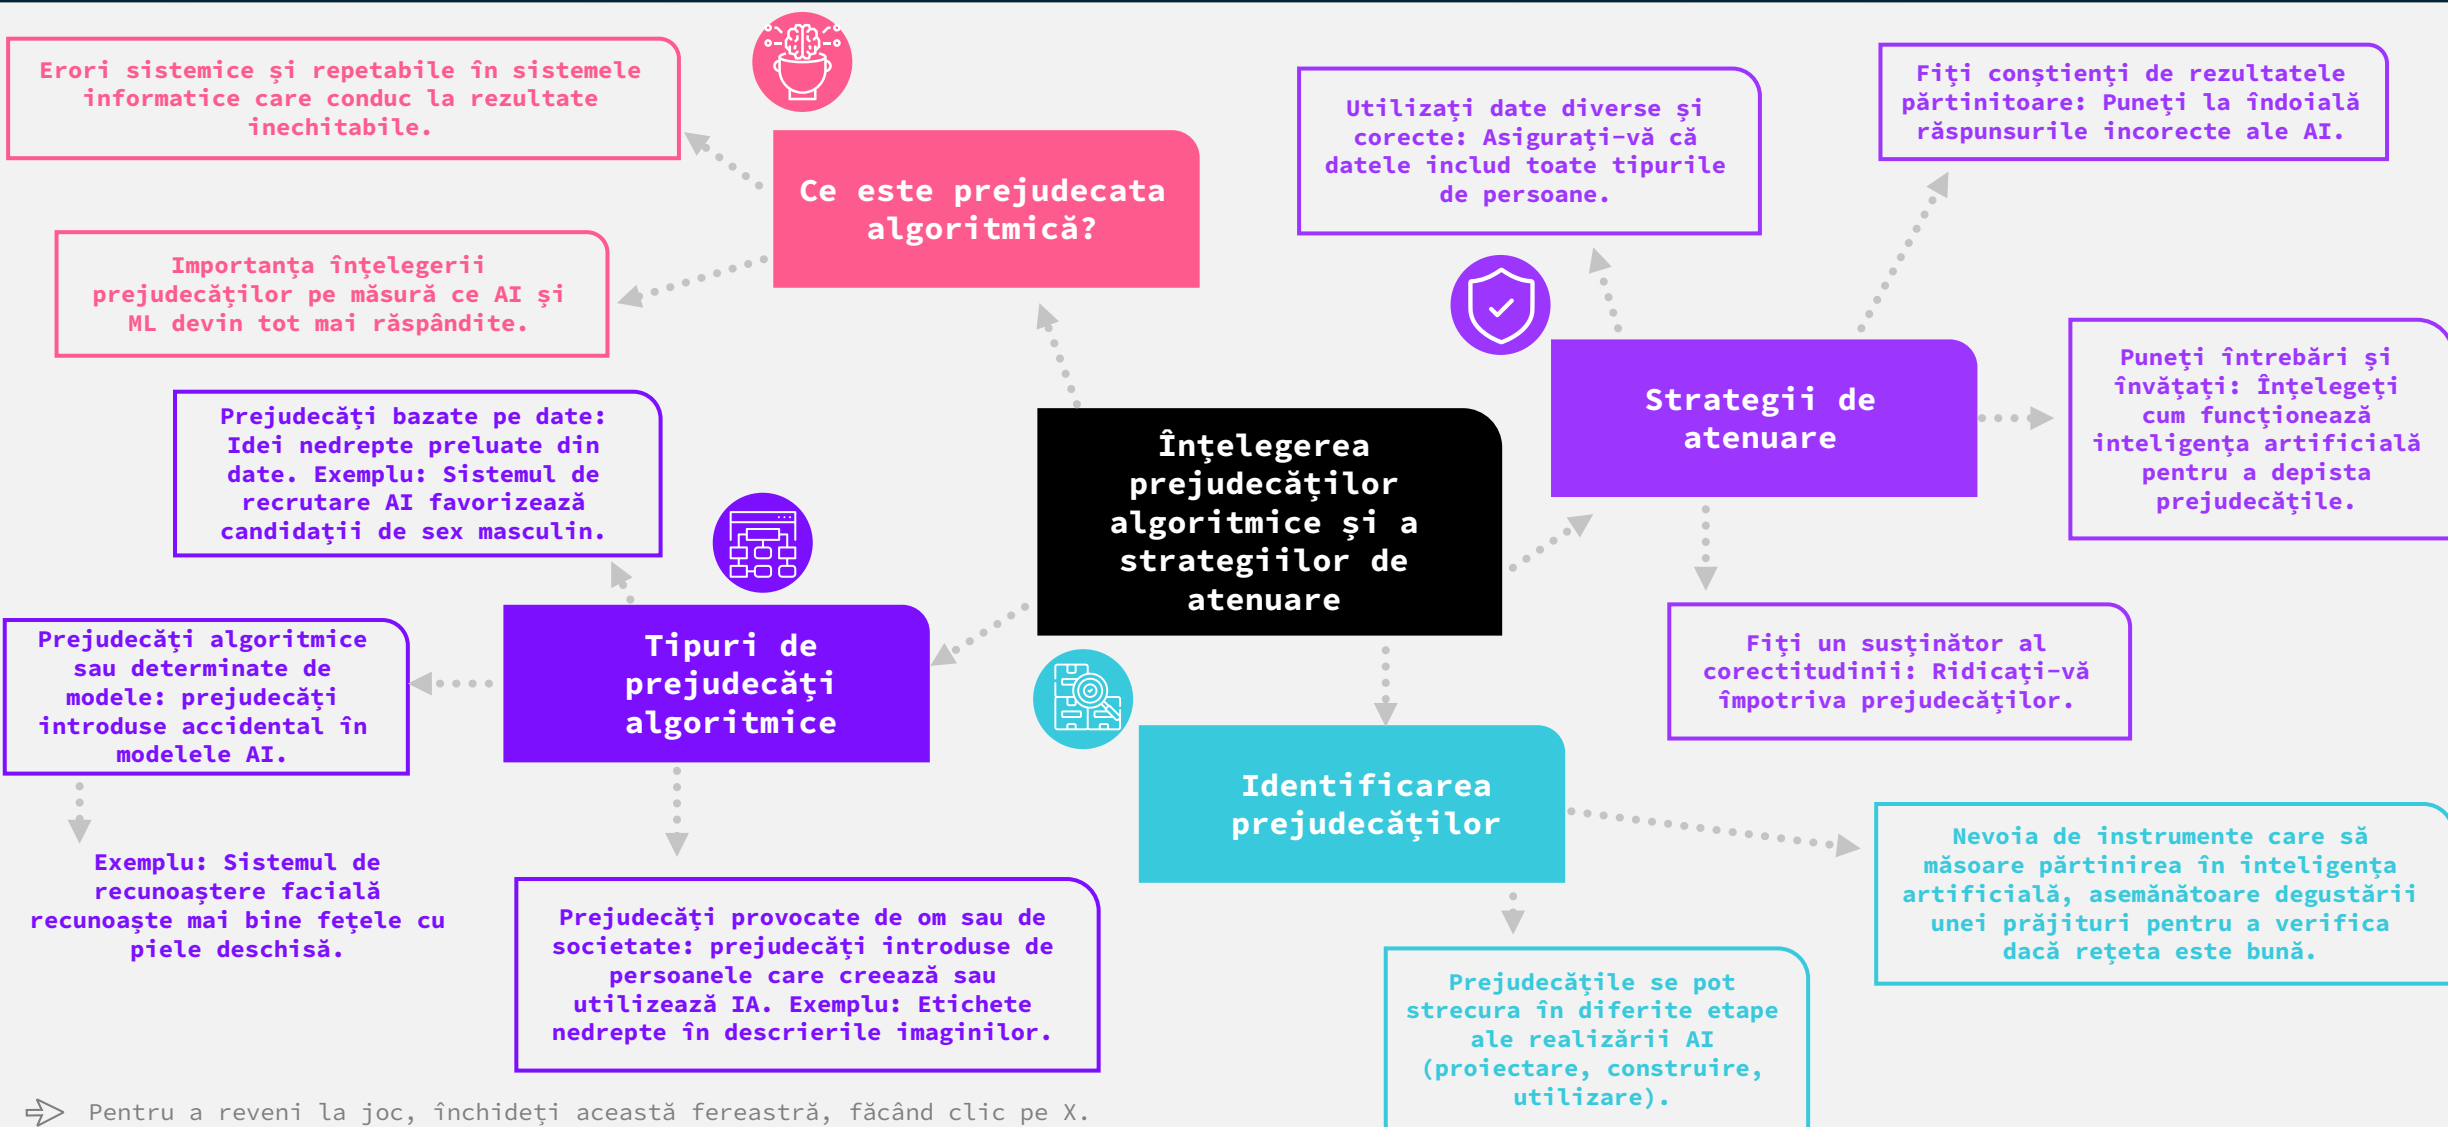 Erori sistemice și repetabile în sistemele
informatice care conduc la rezultate
inechitabile.
Ce este prejudecata
algoritmică?
Importanța înțelegerii
prejudecăților pe măsură ce AI și
ML devin tot mai răspândite.
Utilizați date diverse și
corecte: Asigurați-vă că
datele includ toate tipurile
de persoane.
Fiți conștienți de rezultatele
părtinitoare: Puneți la îndoială
răspunsurile incorecte ale AI.
Strategii de
atenuare
Puneți întrebări și
învățați: Înțelegeți
cum funcționează
inteligența artificială
pentru a depista
prejudecățile.
Fiți un susținător al
corectitudinii: Ridicați-vă
împotriva prejudecăților.
Înțelegerea
prejudecăților
algoritmice și a
strategiilor de
atenuare
Prejudecăți bazate pe date:
Idei nedrepte preluate din
date. Exemplu: Sistemul de
recrutare AI favorizează
candidații de sex masculin.
Tipuri de
prejudecăți
algoritmice
Prejudecăți algoritmice
sau determinate de
modele: prejudecăți
introduse accidental în
modelele AI.
Exemplu: Sistemul de
recunoaștere facială
recunoaște mai bine fețele cu
piele deschisă.
Prejudecăți provocate de om sau de
societate: prejudecăți introduse de
persoanele care creează sau
utilizează IA. Exemplu: Etichete
nedrepte în descrierile imaginilor.
Identificarea
prejudecăților
Nevoia de instrumente care să
măsoare părtinirea în inteligența
artificială, asemănătoare degustării
unei prăjituri pentru a verifica
dacă rețeta este bună.
Prejudecățile se pot
strecura în diferite etape
ale realizării AI
(proiectare, construire,
utilizare).
Pentru a reveni la joc, închideți această fereastră, făcând clic pe X.